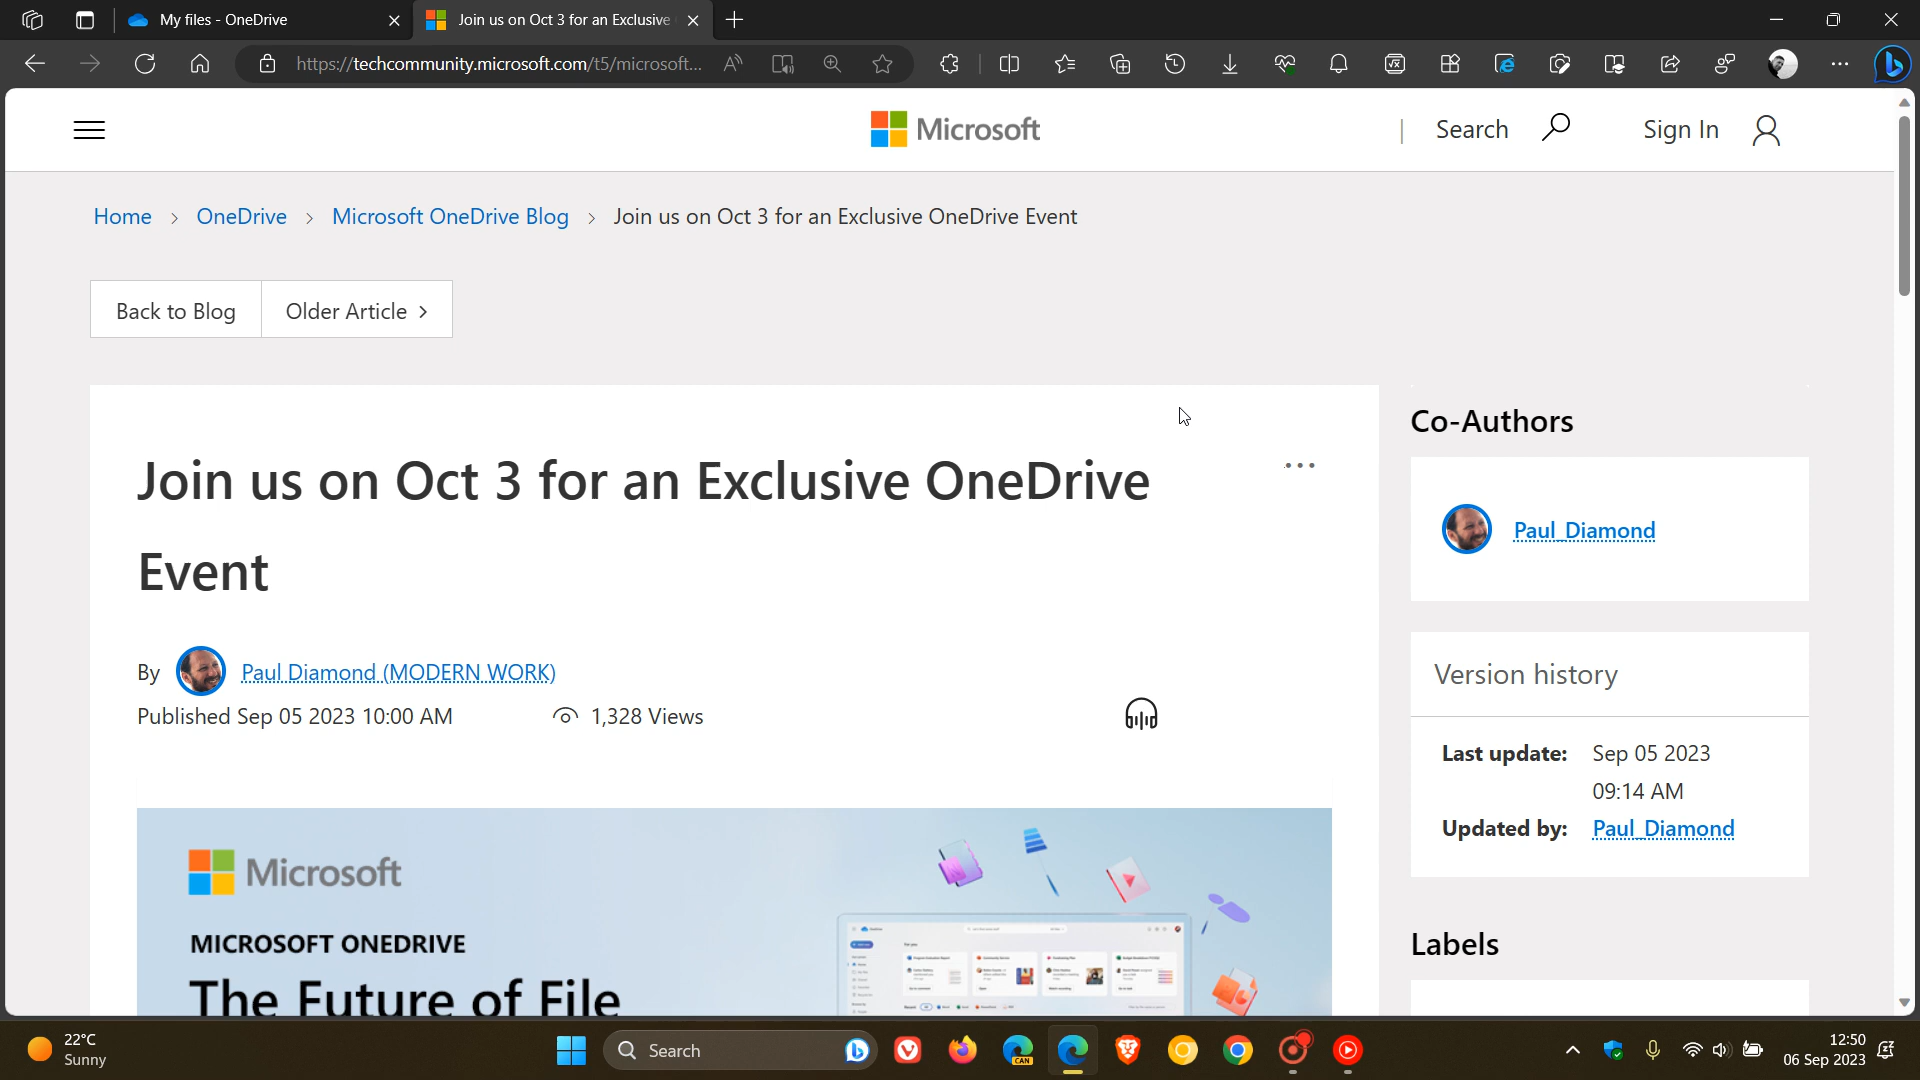 My files - OneDrive
Join us on Oct 3 for an Exclusive
https://techcommunity.microsoft.com/t5/microsoft...
Microsoft
Search
Sign In
Home > OneDrive > Microsoft OneDrive Blog > Join us on Oct 3 for an Exclusive OneDrive Event
Back to Blog
Older Article >
Join us on Oct 3 for an Exclusive OneDrive
Event
By Paul Diamond (MODERN WORK)
Published Sep 05 2023 10:00 AM
1,328 Views
Microsoft
MICROSOFT ONEDRIVE
The Future of File
Co-Authors
Paul_Diamond
Version history
Last update: Sep 05 2023
09:14 AM
Updated by: Paul_Diamond
Labels
22°C
Sunny
Search
CAN
12:50
06 Sep 2023